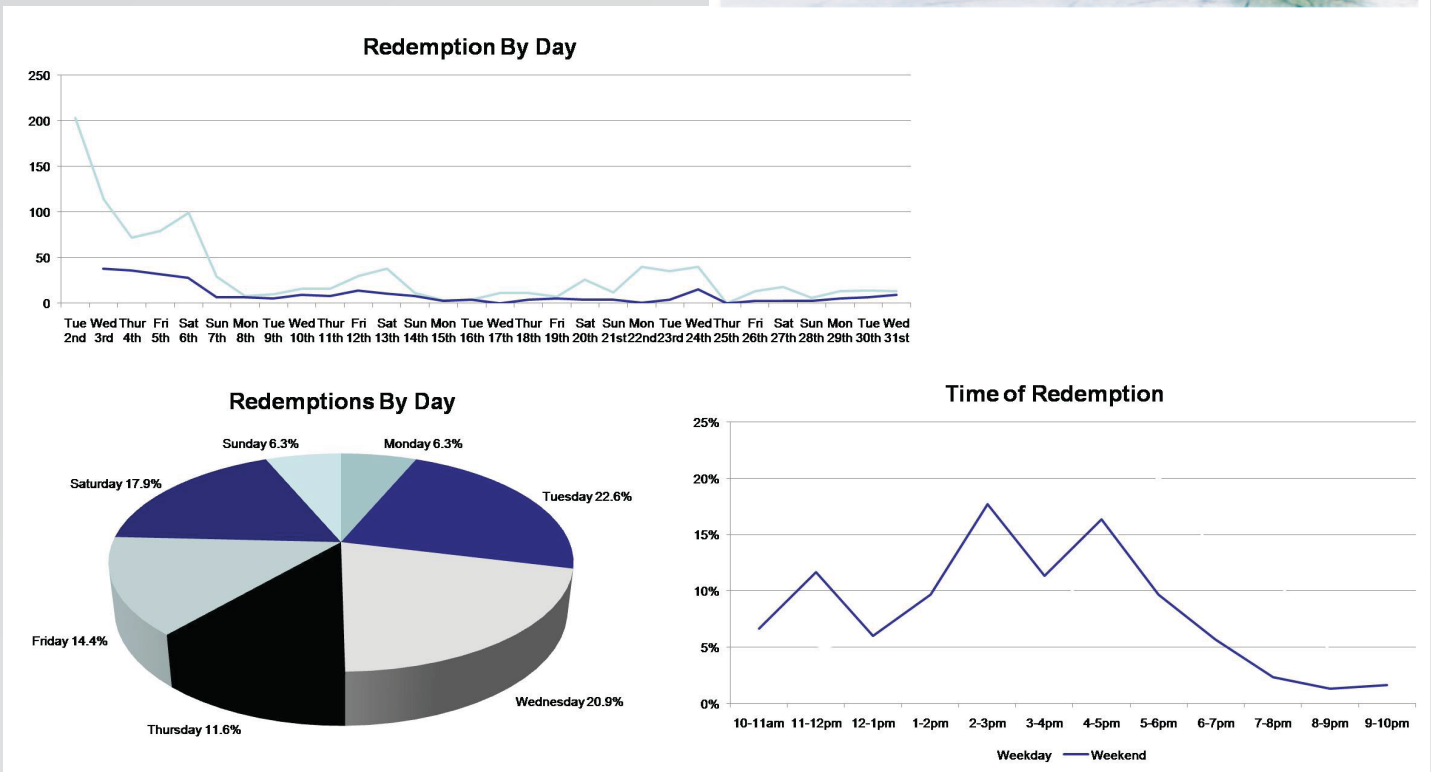 Redemption By Day
250
200
150
100
50
0
Tue Wed Thur Fri Sat Sun Mon Tue Wed Thur Fri Sat Sun Mon Tue Wed Thur Fri Sat Sun Mon Tue Wed Thur Fri Sat Sun Mon Tue Wed
2nd 3rd 4th 5th 6th 7th 8th 9th 10th 11th 12th 13th 14th 15th 16th 17th 18th 19th 20th 21st 22nd 23rd 24th 25th 26th 27th 28th 29th 30th 31st
Redemptions By Day
Sunday 6.3%
Monday 6.3%
Saturday 17.9%
Tuesday 22.6%
Friday 14.4%
Wednesday 20.9%
Thursday 11.6%
Time of Redemption
25%
20%
15%
10%
5%
0%
10-11am 11-12pm 12-1pm 1-2pm 2-3pm 3-4pm 4-5pm 5-6pm 6-7pm 7-8pm 8-9pm 9-10pm
Weekday Weekend